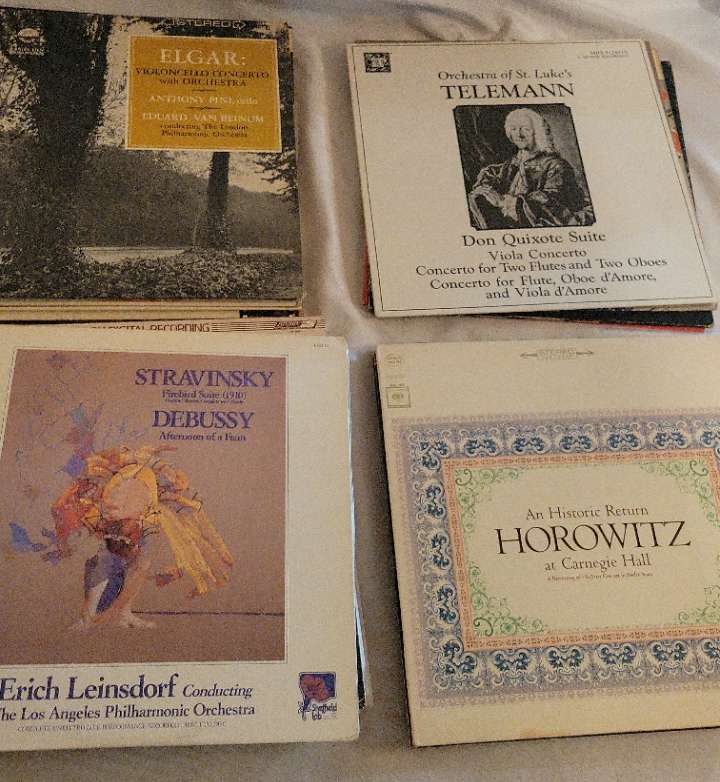 STEREO
ELGAR:
VIOLONCELLO CONCERTO
with ORCHESTRA
ANTHONY PINI, cello
EDUARD VAN BEINUM
conducting The London
Philharmonic Orchestra
Orchestra of St. Luke's
TELEMANN
Don Quixote Suite
Viola Concerto
Concerto for Two Flutes and Two Oboes
Concerto for Flute, Oboe d'Amore,
and Viola d'Amore
DIGITAL RECORDING
STRAVINSKY
Firebird Suite (1910)
DEBUSSY
Afternoon of a Faun
Erich Leinsdorf Conducting
The Los Angeles Philharmonic Orchestra
Sheffield
Lab
STEREO
An Historic Return
HOROWITZ
at Carnegie Hall